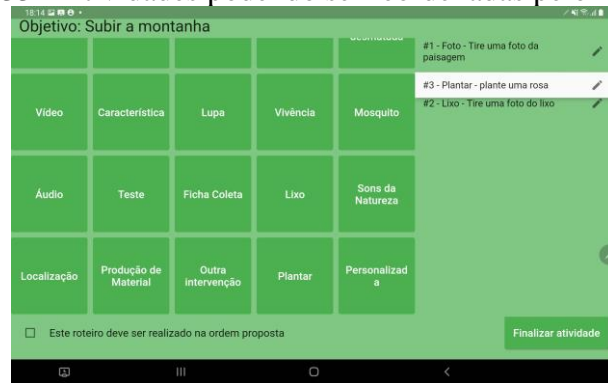 18:14
Objetivo: Subir a montanha
#1 - Foto - Tire uma foto da
paisagem
#3 - Plantar - plante uma rosa
#2 - Lixo - Tire uma foto do lixo
Vídeo
Característica
Lupa
Vivência
Mosquito
Áudio
Teste
Ficha Coleta
Lixo
Sons da
Natureza
Localização
Produção de
Material
Outra
intervenção
Plantar
Personalizad
a
Este roteiro deve ser realizado na ordem proposta
Finalizar atividade